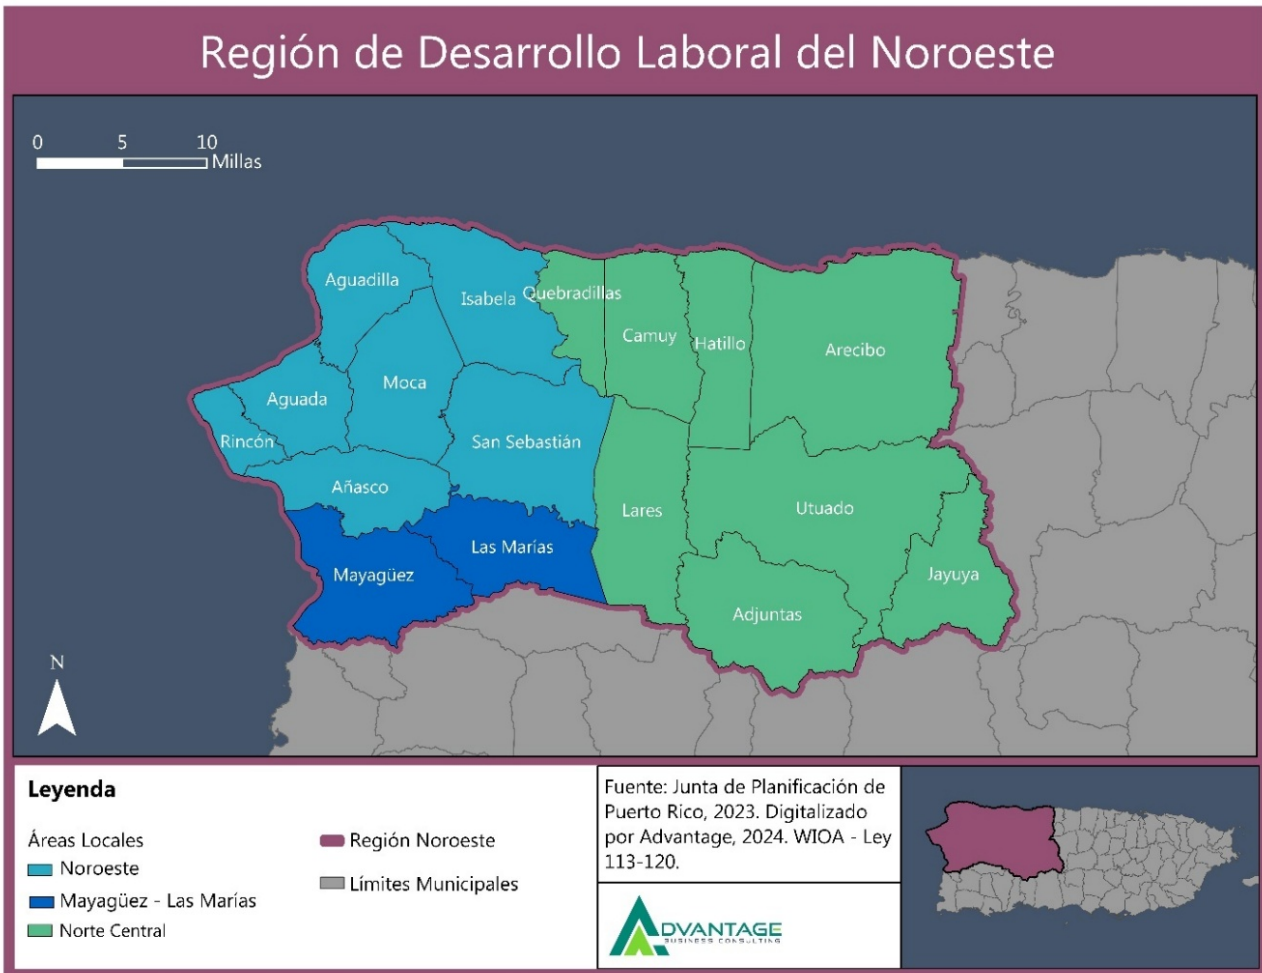 Región de Desarrollo Laboral del Noroeste
0 5 10
Millas
Aguadilla
Isabela
Quebradillas
Camuy
Hatillo
Arecibo
Moca
Aguada
Rincón
San Sebastián
Añasco
Lares
Utuado
Las Marías
Mayagüez
Jayuya
Adjuntas
N
Leyenda
Áreas Locales
Noroeste
Mayagüez - Las Marías
Norte Central
Región Noroeste
Límites Municipales
Fuente: Junta de Planificación de
Puerto Rico, 2023. Digitalizado
por Advantage, 2024. WIOA - Ley
113-120.
ADVANTAGE
BUSINESS CONSULTING